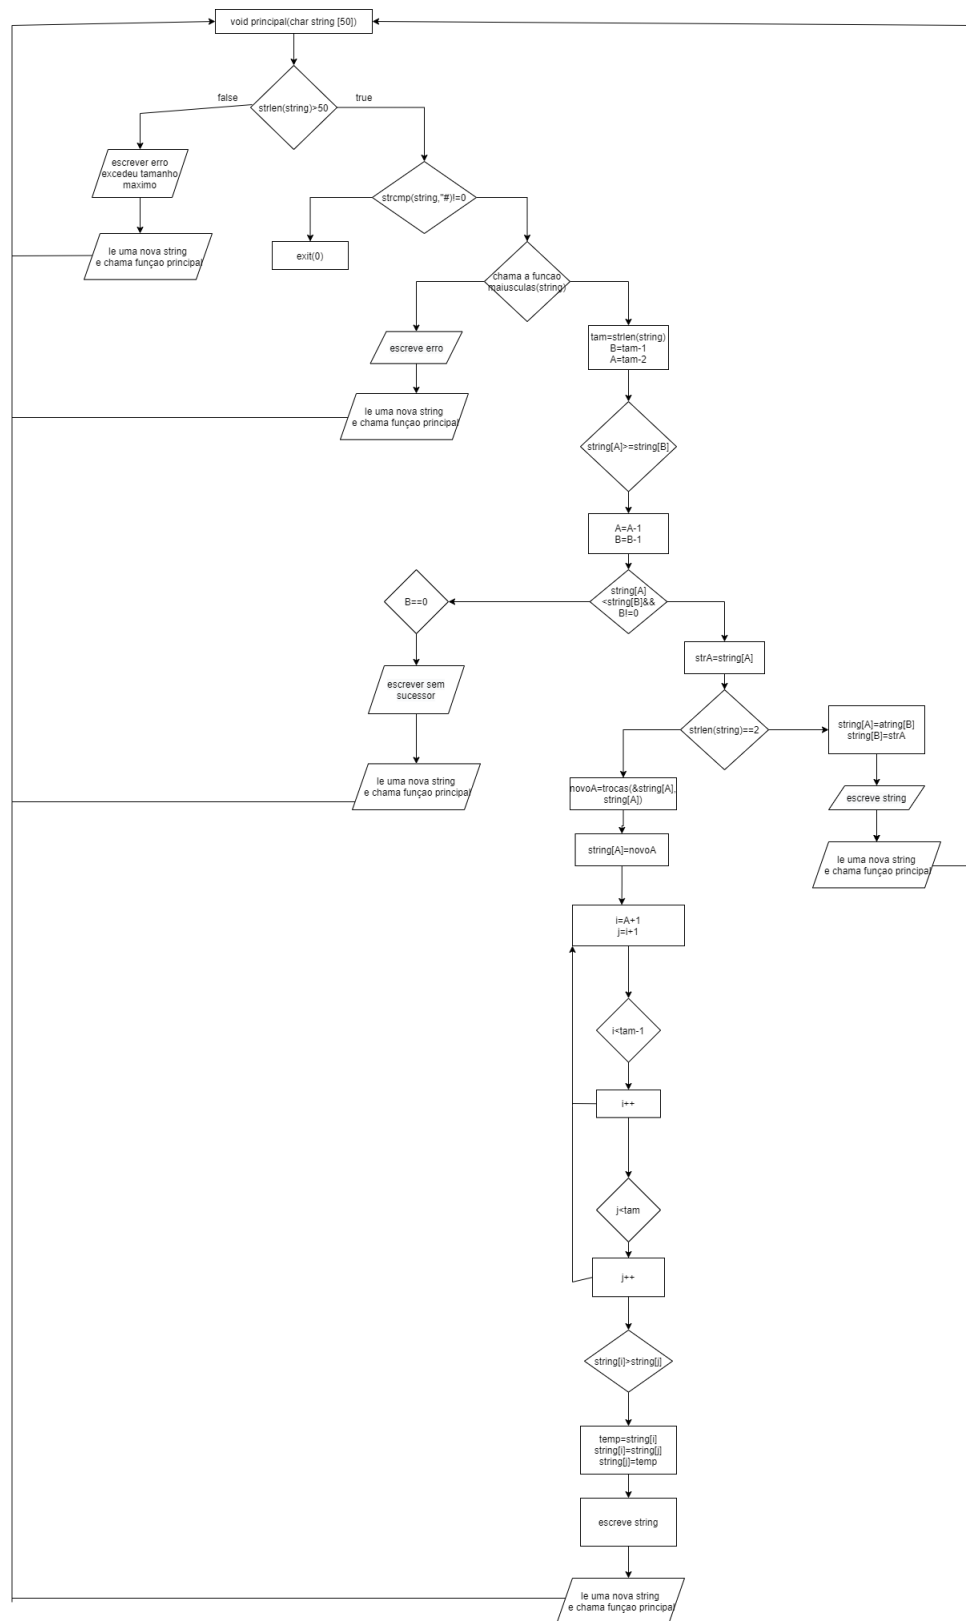 void principal(char string [50])
false
true
strlen(string)>50
escrever erro
excedeu tamanho
maximo
strcmp(string,"#)!=0
le uma nova string
e chama funçao principal
exit(0)
chama a funcao
maiusculas(string)
escreve erro
tam=strlen(string)
B=tam-1
A=tam-2
le uma nova string
e chama funçao principal
string[A]>=string[B]
A=A-1
B=B-1
B==0
string[A]
<string[B]&&
B!=0
strA=string[A]
escrever sem
sucessor
strlen(string)==2
string[A]=atring[B]
string[B]=strA
le uma nova string
e chama funçao principal
novoA=trocas(&string[A],
string[A])
escreve string
string[A]=novoA
le uma nova string
e chama funçao principal
i=A+1
j=i+1
i<tam-1
i++
j<tam
j++
string[i]>string[j]
temp=string[i]
string[i]=string[j]
string[j]=temp
escreve string
le uma nova string
e chama funçao principal